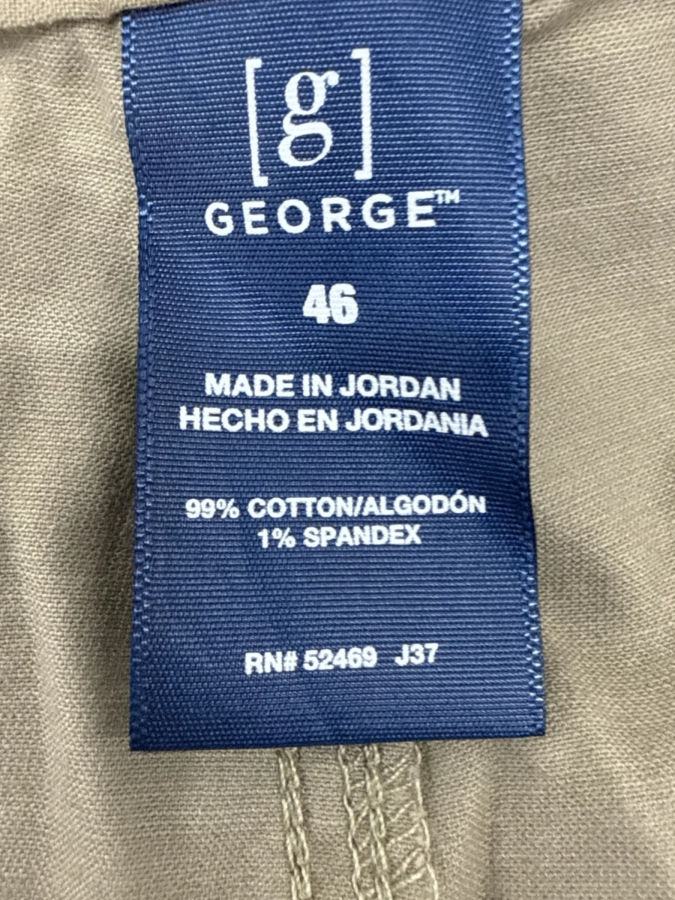 [g]
GEORGE™
46
MADE IN JORDAN
HECHO EN JORDANIA
99% COTTON/ALGODÓN
1% SPANDEX
RN# 52469 J37